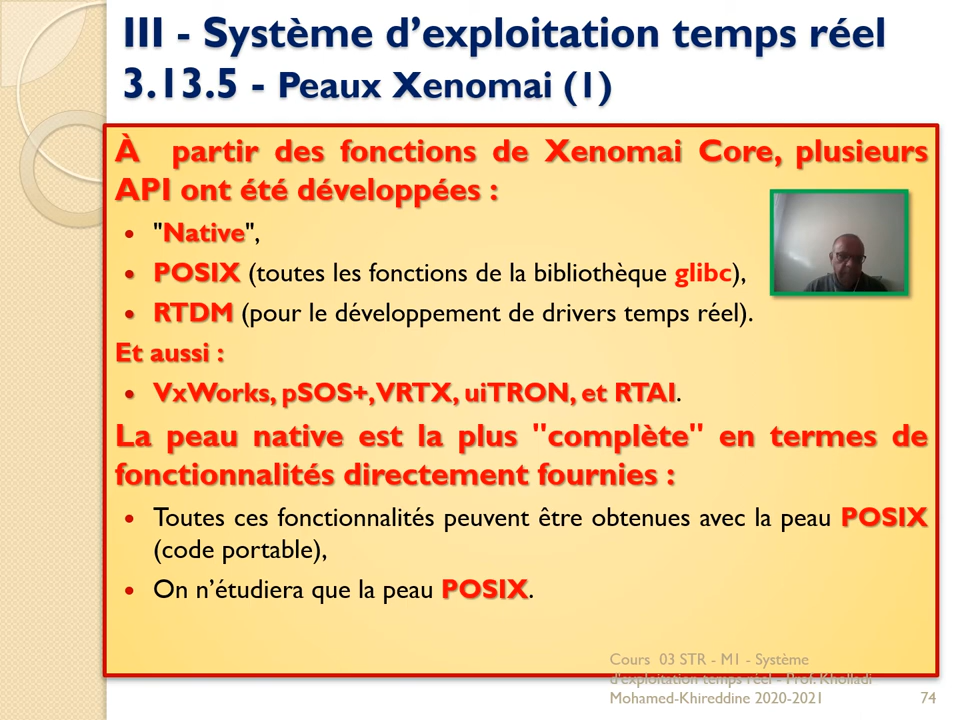 III - Système d’exploitation temps réel
3.13.5 - Peaux Xenomai (1)
À partir des fonctions de Xenomai Core, plusieurs
API ont été développées :
• "Native",
• POSIX (toutes les fonctions de la bibliothèque glibc),
• RTDM (pour le développement de drivers temps réel).
Et aussi :
• VxWorks, pSOS+, VRTX, uiTRON, et RTAI.
La peau native est la plus "complète" en termes de
fonctionnalités directement fournies :
• Toutes ces fonctionnalités peuvent être obtenues avec la peau POSIX
(code portable),
• On n’étudiera que la peau POSIX.
Cours 03 STR - M1 - Système
d'exploitation temps réel - Prof. Kholladi
Mohamed-Khireddine 2020-2021
74